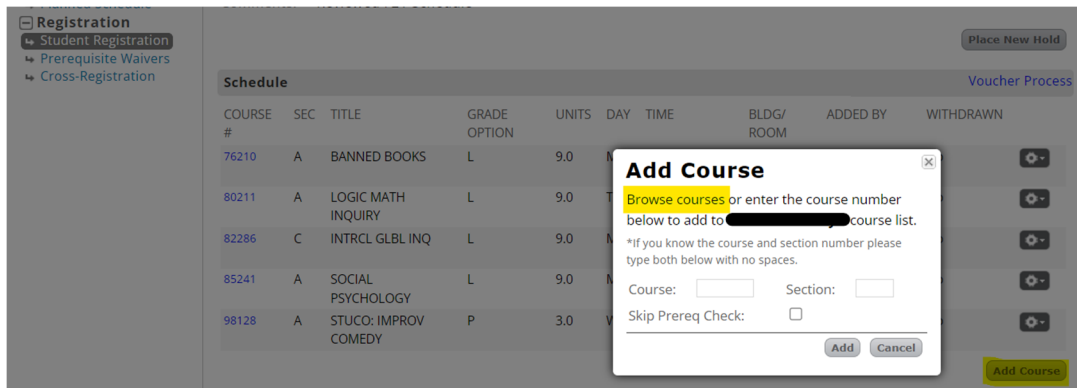 Registration
Student Registration
Prerequisite Waivers
Cross-Registration
Place New Hold
Schedule
Voucher Process
COURSE # SEC TITLE GRADE OPTION UNITS DAY TIME BLDG/ ROOM ADDED BY WITHDRAWN
76210 A BANNED BOOKS L 9.0
80211 A LOGIC MATH INQUIRY L 9.0
82286 C INTRCL GLBL INQ L 9.0
85241 A SOCIAL PSYCHOLOGY L 9.0
98128 A STUCO: IMPROV COMEDY P 3.0
Add Course
Browse courses or enter the course number
below to add to course list.
*If you know the course and section number please
type both below with no spaces.
Course: Section:
Skip Prereq Check:
Add Cancel
Add Course